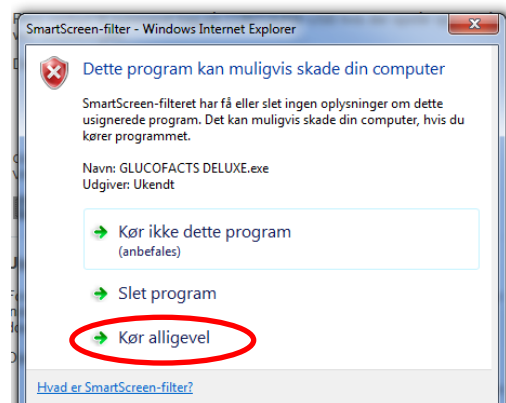 SmartScreen-filter - Windows Internet Explorer
Dette program kan muligvis skade din computer
SmartScreen-filteret har få eller slet ingen oplysninger om dette
usignerede program. Det kan muligvis skade din computer, hvis du
kører programmet.
Navn: GLUCOFACTS DELUXE.exe
Udgiver: Ukendt
Kør ikke dette program
(anbefales)
Slet program
Kør alligevel
Hvad er SmartScreen-filter?